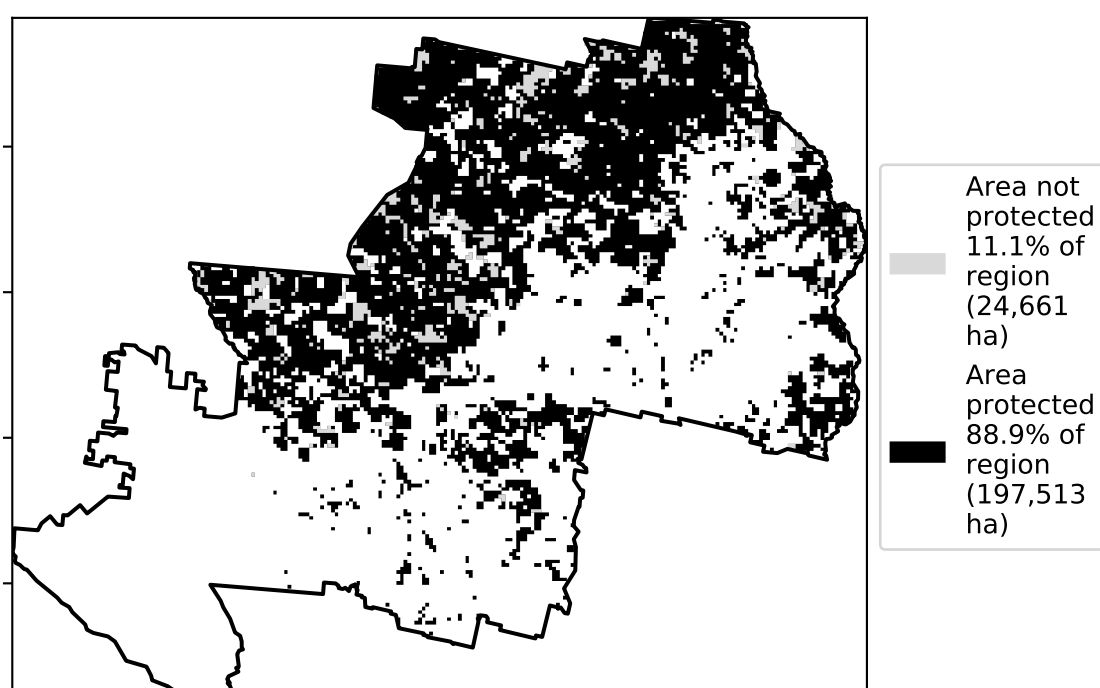 Area not
protected
11.1% of
region
(24,661
ha)
Area
protected
88.9% of
region
(197,513
ha)